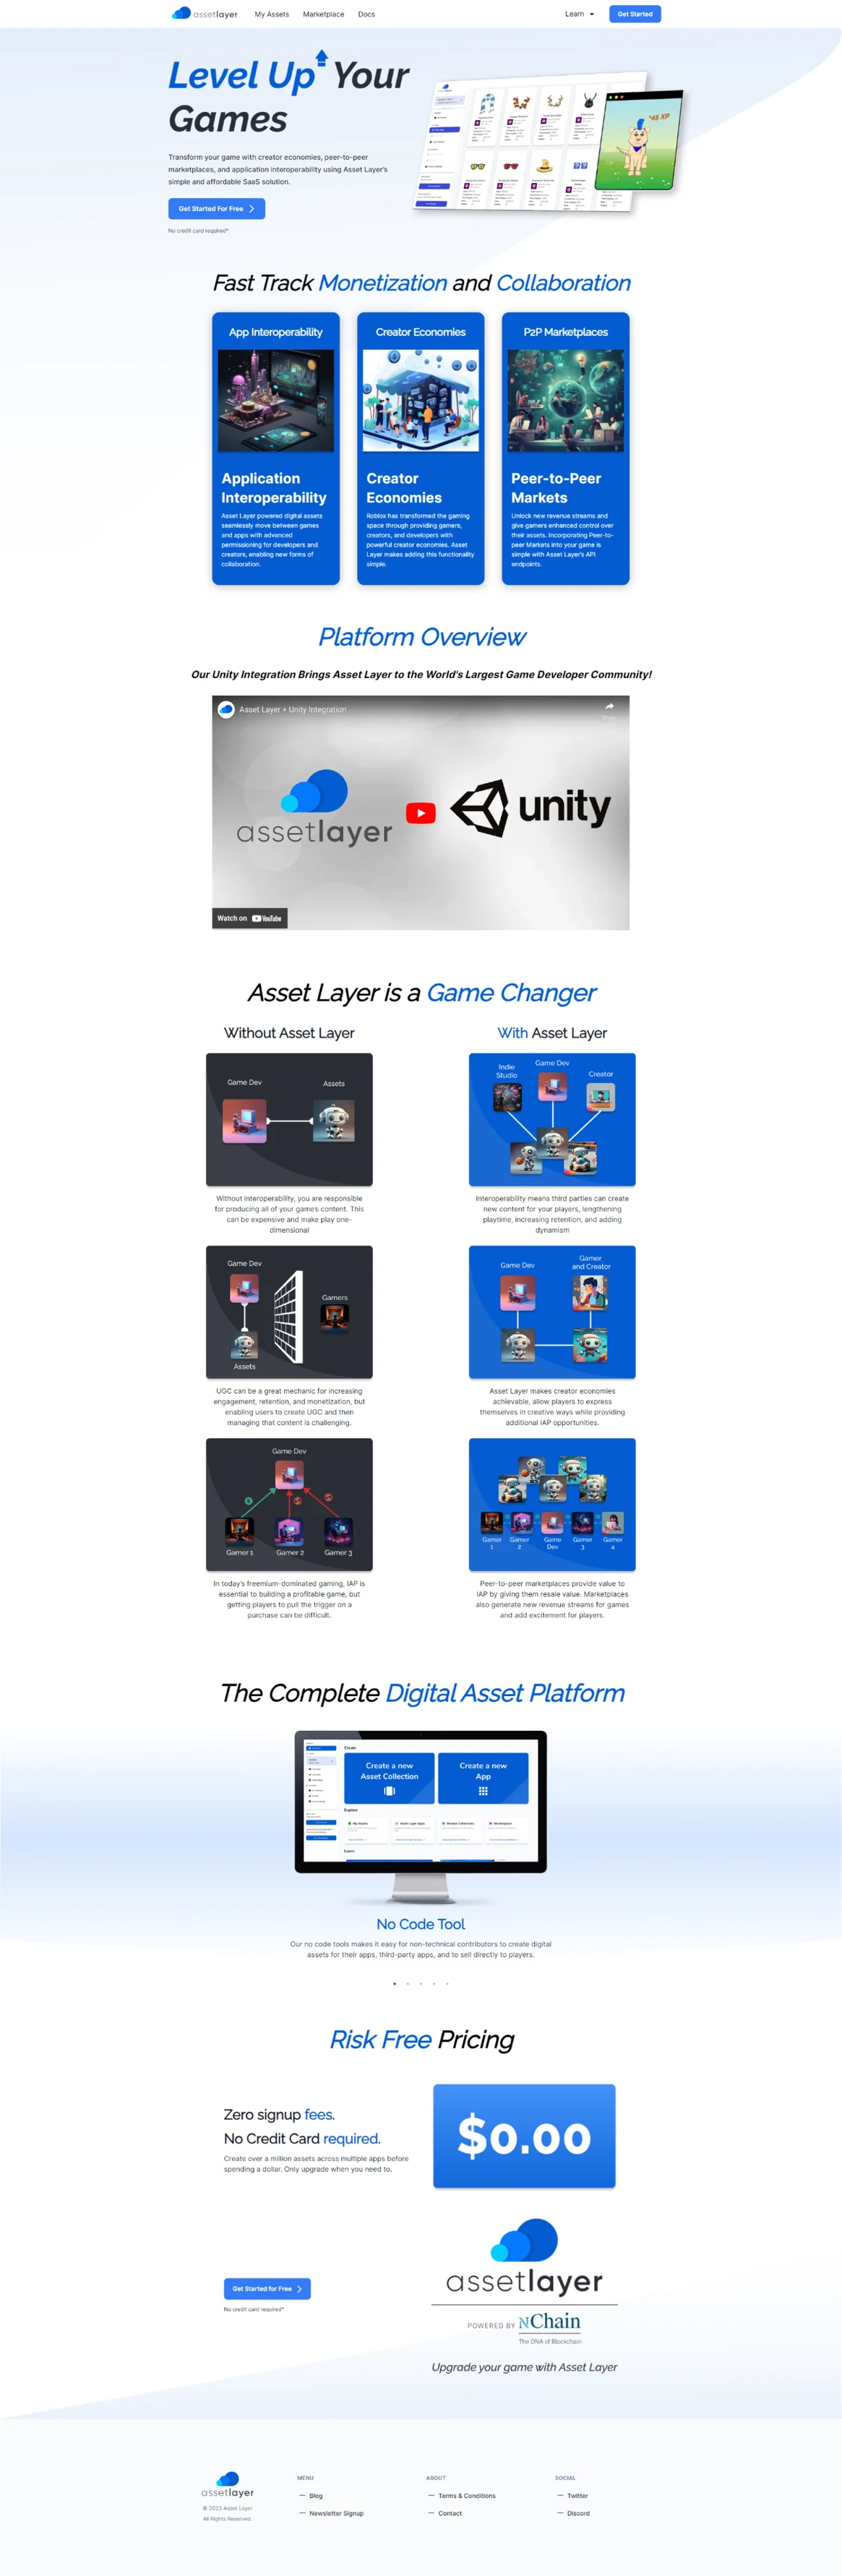 assetlayer My Assets Marketplace Docs Learn Get Started
Level Up Your
Games
Transform your game with creator economies, peer-to-peer
marketplaces, and application interoperability using Asset Layer's
simple and affordable SaaS solution.
Get Started For Free
No credit card required*
+45 XP
Fast Track Monetization and Collaboration
App Interoperability
Application
Interoperability
Asset Layer powered digital assets
seamlessly move between games
and apps with advanced
permissioning for developers and
creators, enabling new forms of
collaboration.
Creator Economies
Creator
Economies
Roblox has transformed the gaming
space through providing gamers,
creators, and developers with
powerful creator economies. Asset
Layer makes adding this functionality
simple.
P2P Marketplaces
Peer-to-Peer
Markets
Unlock new revenue streams and
give gamers enhanced control over
their assets. Incorporating Peer-to-
peer Markets into your game is
simple with Asset Layer's API
endpoints.
Platform Overview
Our Unity Integration Brings Asset Layer to the World's Largest Game Developer Community!
Asset Layer + Unity Integration
Share
assetlayer
unity
Watch on YouTube
Asset Layer is a Game Changer
Without Asset Layer
With Asset Layer
Game Dev
Assets
Indie
Studio
Game Dev
Creator
Without Interoperability, you are responsible
for producing all of your game's content. This
can be expensive and make play one-
dimensional
Interoperability means third parties can create
new content for your players, lengthening
playtime, increasing retention, and adding
dynamism
Game Dev
Gamers
Assets
Game Dev
Gamer
and Creator
UGC can be a great mechanic for increasing
engagement, retention, and monetization, but
enabling users to create UGC and then
managing that content is challenging.
Asset Layer makes creator economies
achievable, allow players to express
themselves in creative ways while providing
additional IAP opportunities.
Game Dev
Gamer 1
Gamer 2
Gamer 3
Gamer
1
Gamer
2
Game
Dev
Gamer
3
Gamer
4
In today's freemium-dominated gaming, IAP is
essential to building a profitable game, but
getting players to pull the trigger on a
purchase can be difficult.
Peer-to-peer marketplaces provide value to
IAP by giving them resale value. Marketplaces
also generate new revenue streams for games
and add excitement for players.
The Complete Digital Asset Platform
Create
Create a new
Asset Collection
Create a new
App
Explore
My Assets
Asset Layer Apps
Browse Collections
Marketplace
Learn
No Code Tool
Our no code tools makes it easy for non-technical contributors to create digital
assets for their apps, third-party apps, and to sell directly to players.
Risk Free Pricing
Zero signup fees.
No Credit Card required.
Create over a million assets across multiple apps before
spending a dollar. Only upgrade when you need to.
$0.00
Get Started for Free
No credit card required*
assetlayer
POWERED BY nChain
The DNA of Blockchain
Upgrade your game with Asset Layer
assetlayer
© 2023 Asset Layer
All Rights Reserved.
MENU
Blog
Newsletter Signup
ABOUT
Terms & Conditions
Contact
SOCIAL
Twitter
Discord